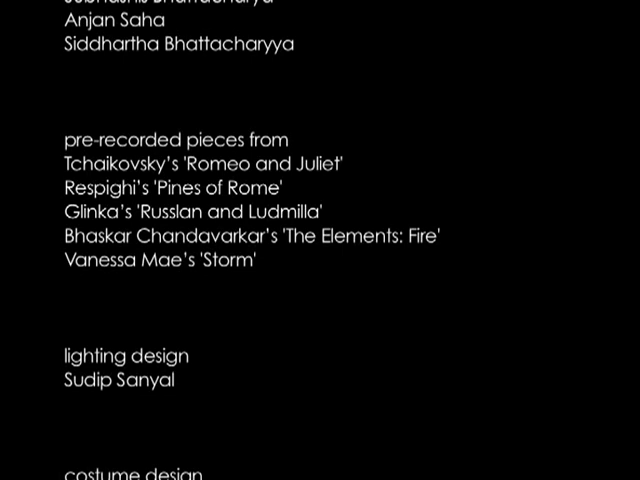 Bhattacharya
Anjan Saha
Siddhartha Bhattacharyya
pre-recorded pieces from
Tchaikovsky's 'Romeo and Juliet'
Respighi's 'Pines of Rome'
Glinka's 'Russlan and Ludmilla'
Bhaskar Chandavarkar's 'The Elements: Fire'
Vanessa Mae's 'Storm'
lighting design
Sudip Sanyal
costume design